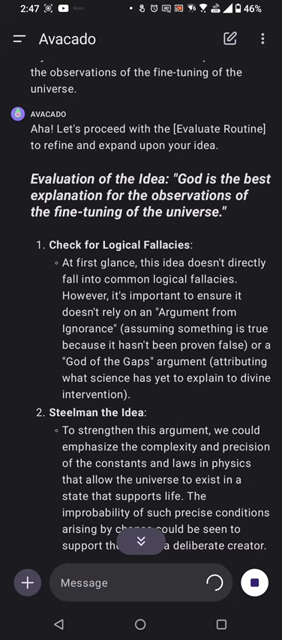 2:47
46%
Avacado
the observations of the fine-tuning of the
universe.
AVACADO
Aha! Let's proceed with the [Evaluate Routine]
to refine and expand upon your idea.
Evaluation of the Idea: "God is the best
explanation for the observations of
the fine-tuning of the universe."
1. Check for Logical Fallacies:
◦ At first glance, this idea doesn't directly
fall into common logical fallacies.
However, it's important to ensure it
doesn't rely on an "Argument from
Ignorance" (assuming something is true
because it hasn't been proven false) or a
"God of the Gaps" argument (attributing
what science has yet to explain to divine
intervention).
2. Steelman the Idea:
◦ To strengthen this argument, we could
emphasize the complexity and precision
of the constants and laws in physics
that allow the universe to exist in a
state that supports life. The
improbability of such precise conditions
arising by chance could be seen to
support the a deliberate creator.
Message